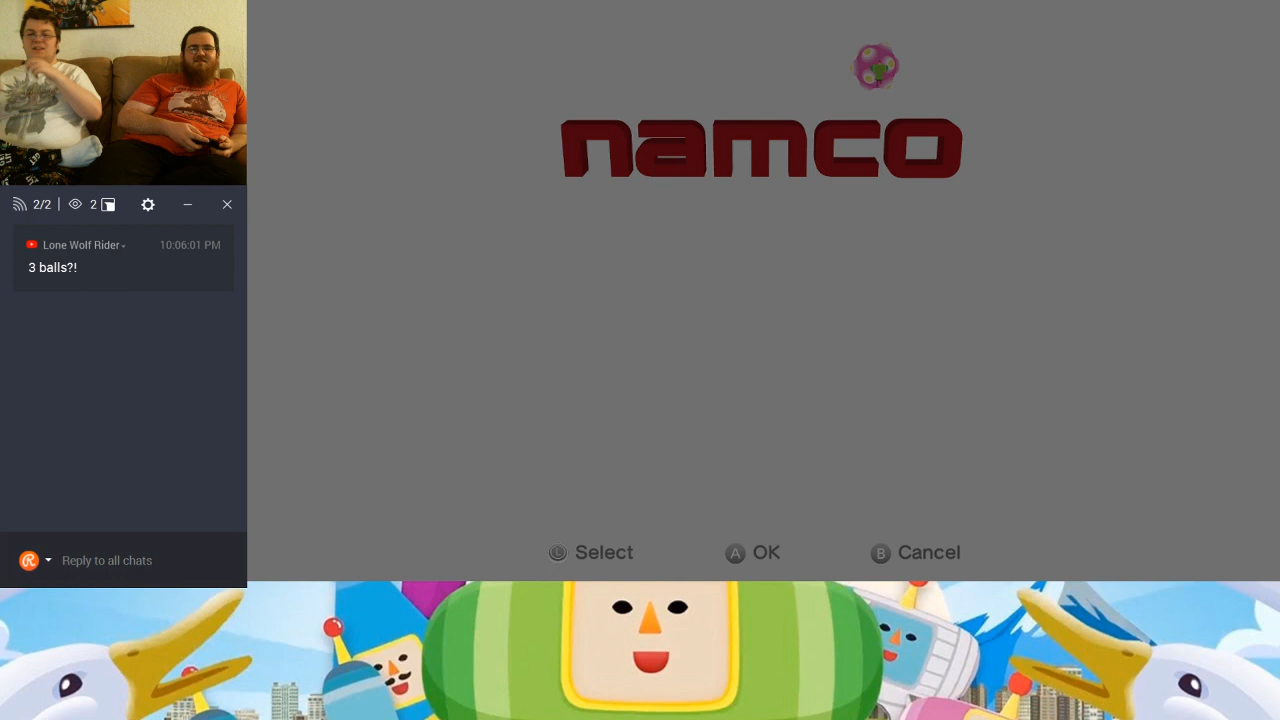 namco
2/2 | 2
Lone Wolf Rider
10:06:01 PM
3 balls?!
Reply to all chats
L Select
A OK
B Cancel